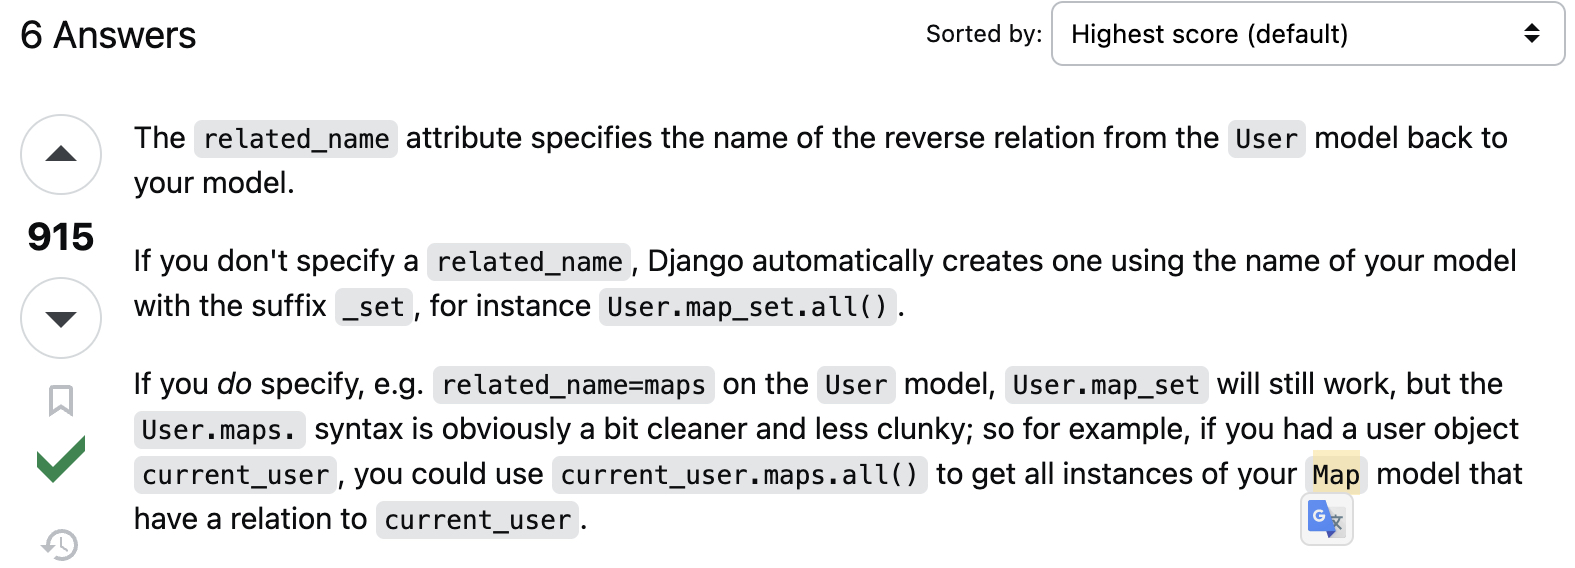 6 Answers
Sorted by: Highest score (default)
The related_name attribute specifies the name of the reverse relation from the User model back to
your model.
915
If you don't specify a related_name, Django automatically creates one using the name of your model
with the suffix _set, for instance User.map_set.all().
If you do specify, e.g. related_name=maps on the User model, User.map_set will still work, but the
User.maps. syntax is obviously a bit cleaner and less clunky; so for example, if you had a user object
current_user, you could use current_user.maps.all() to get all instances of your Map model that
have a relation to current_user.
G 文